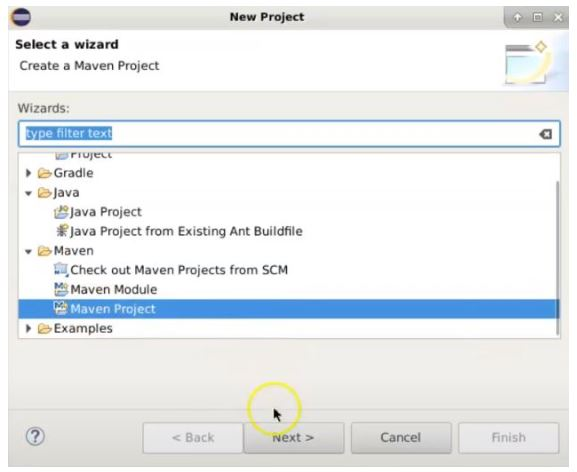 New Project
Select a wizard
Create a Maven Project
Wizards:
type filter text
Project
Gradle
Java
Java Project
Java Project from Existing Ant Buildfile
Maven
Check out Maven Projects from SCM
Maven Module
Maven Project
Examples
?
< Back Next > Cancel Finish